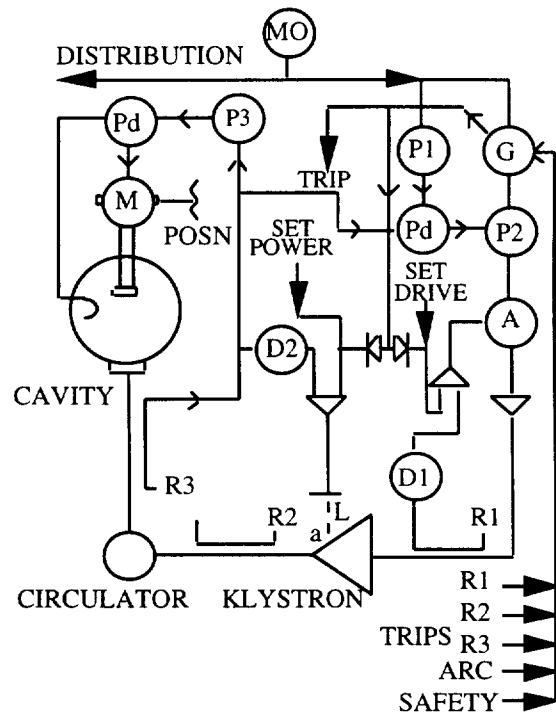 MO
DISTRIBUTION
Pd
P3
P1
G
M
TRIP
POSN
SET
POWER
Pd
P2
SET
DRIVE
A
D2
CAVITY
D1
R3
R2
L
a
R1
CIRCULATOR
KLYSTRON
R1
R2
TRIPS
R3
ARC
SAFETY